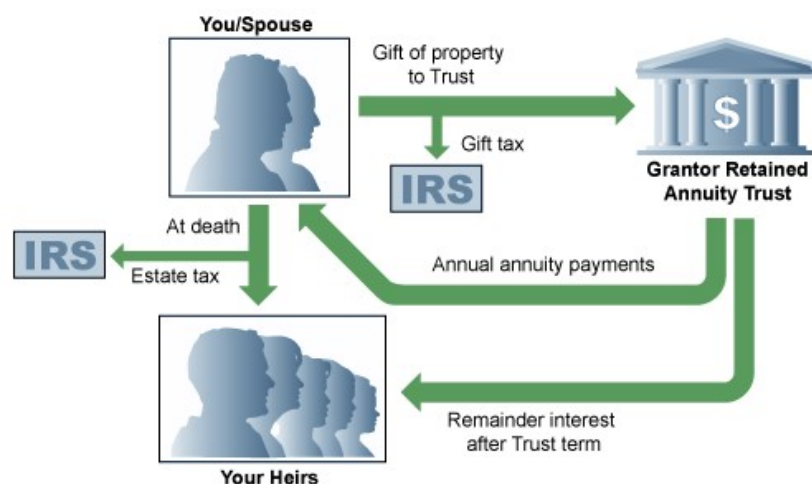 You/Spouse
Gift of property
to Trust
$
Gift tax
IRS
Grantor Retained
Annuity Trust
At death
IRS
Estate tax
Annual annuity payments
Remainder interest
after Trust term
Your Heirs